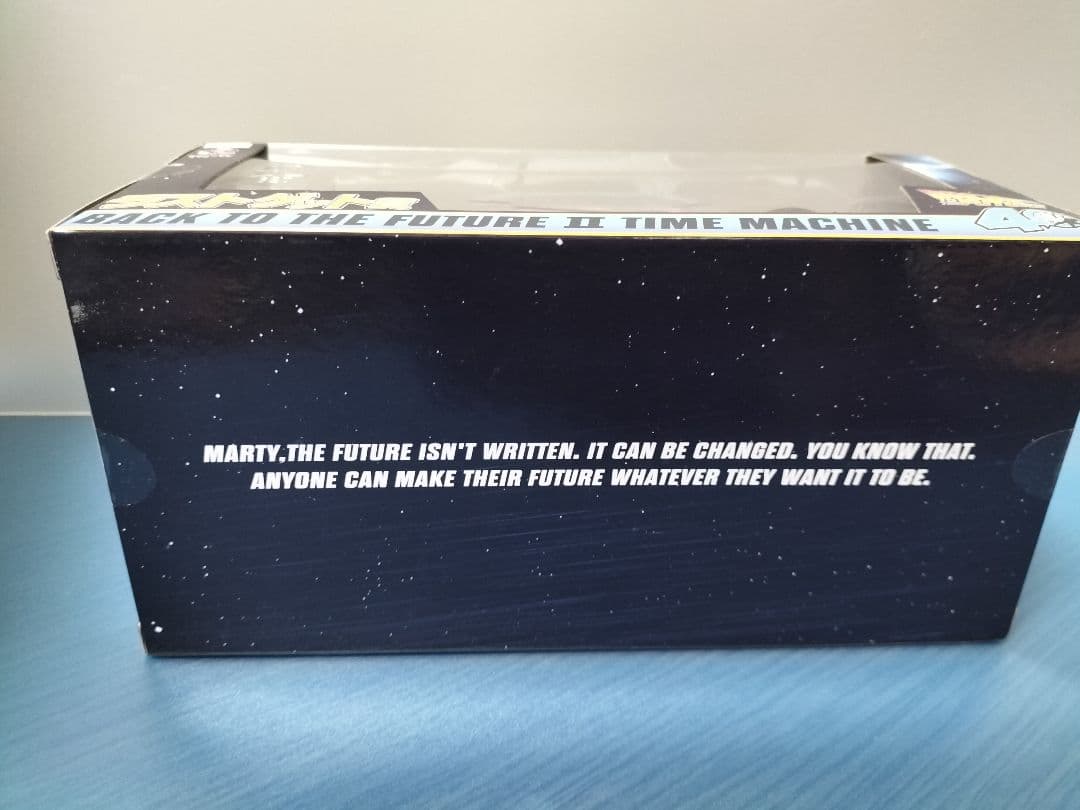 BACK TO THE FUTURE II TIME MACHINE
MARTY,THE FUTURE ISN'T WRITTEN. IT CAN BE CHANGED. YOU KNOW THAT.
ANYONE CAN MAKE THEIR FUTURE WHATEVER THEY WANT IT TO BE.